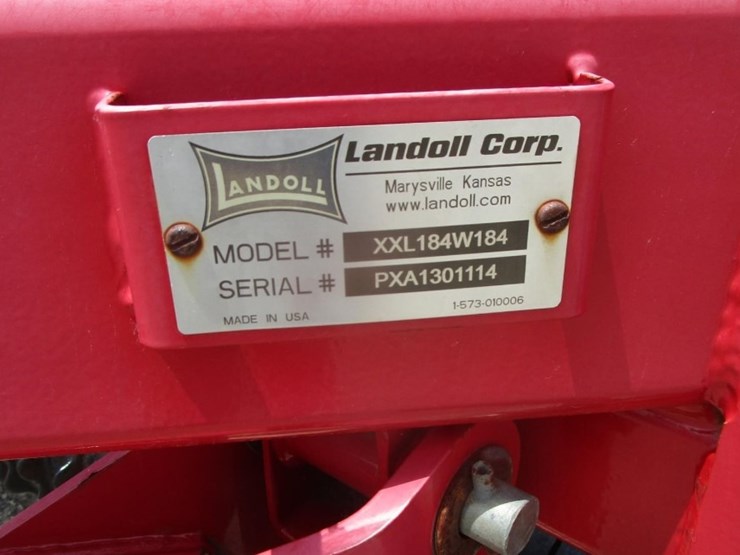 LANDOLL
Landoll Corp.
Marysville Kansas
www.landoll.com
MODEL # XXL184W184
SERIAL # PXA1301114
MADE IN USA 1-573-010006